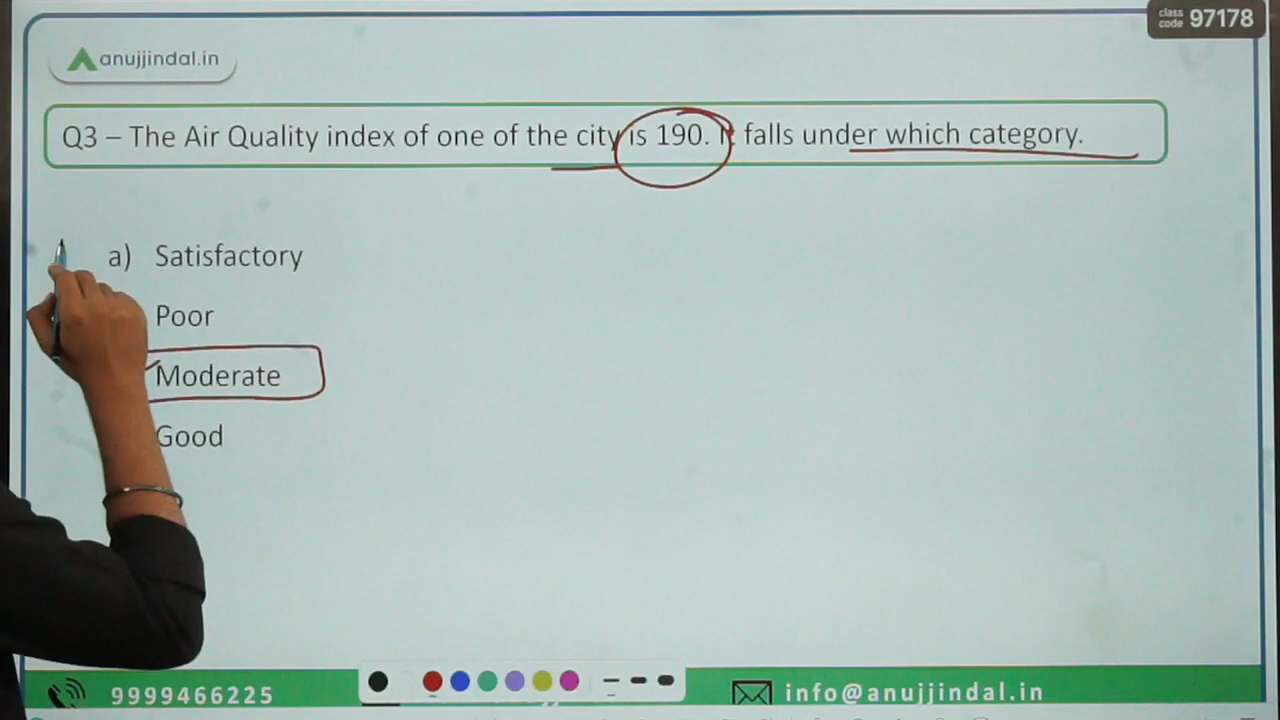 class
code 97178
anujjindal.in
Q3 – The Air Quality index of one of the city is 190. It falls under which category.
a) Satisfactory
Poor
Moderate
Good
9999466225
info@anujjindal.in